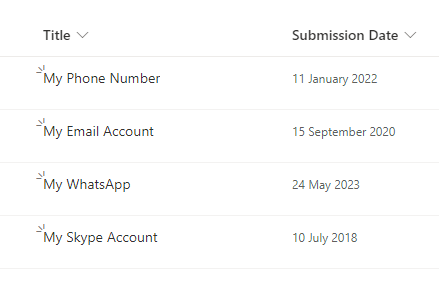 Title Submission Date
My Phone Number 11 January 2022
My Email Account 15 September 2020
My WhatsApp 24 May 2023
My Skype Account 10 July 2018